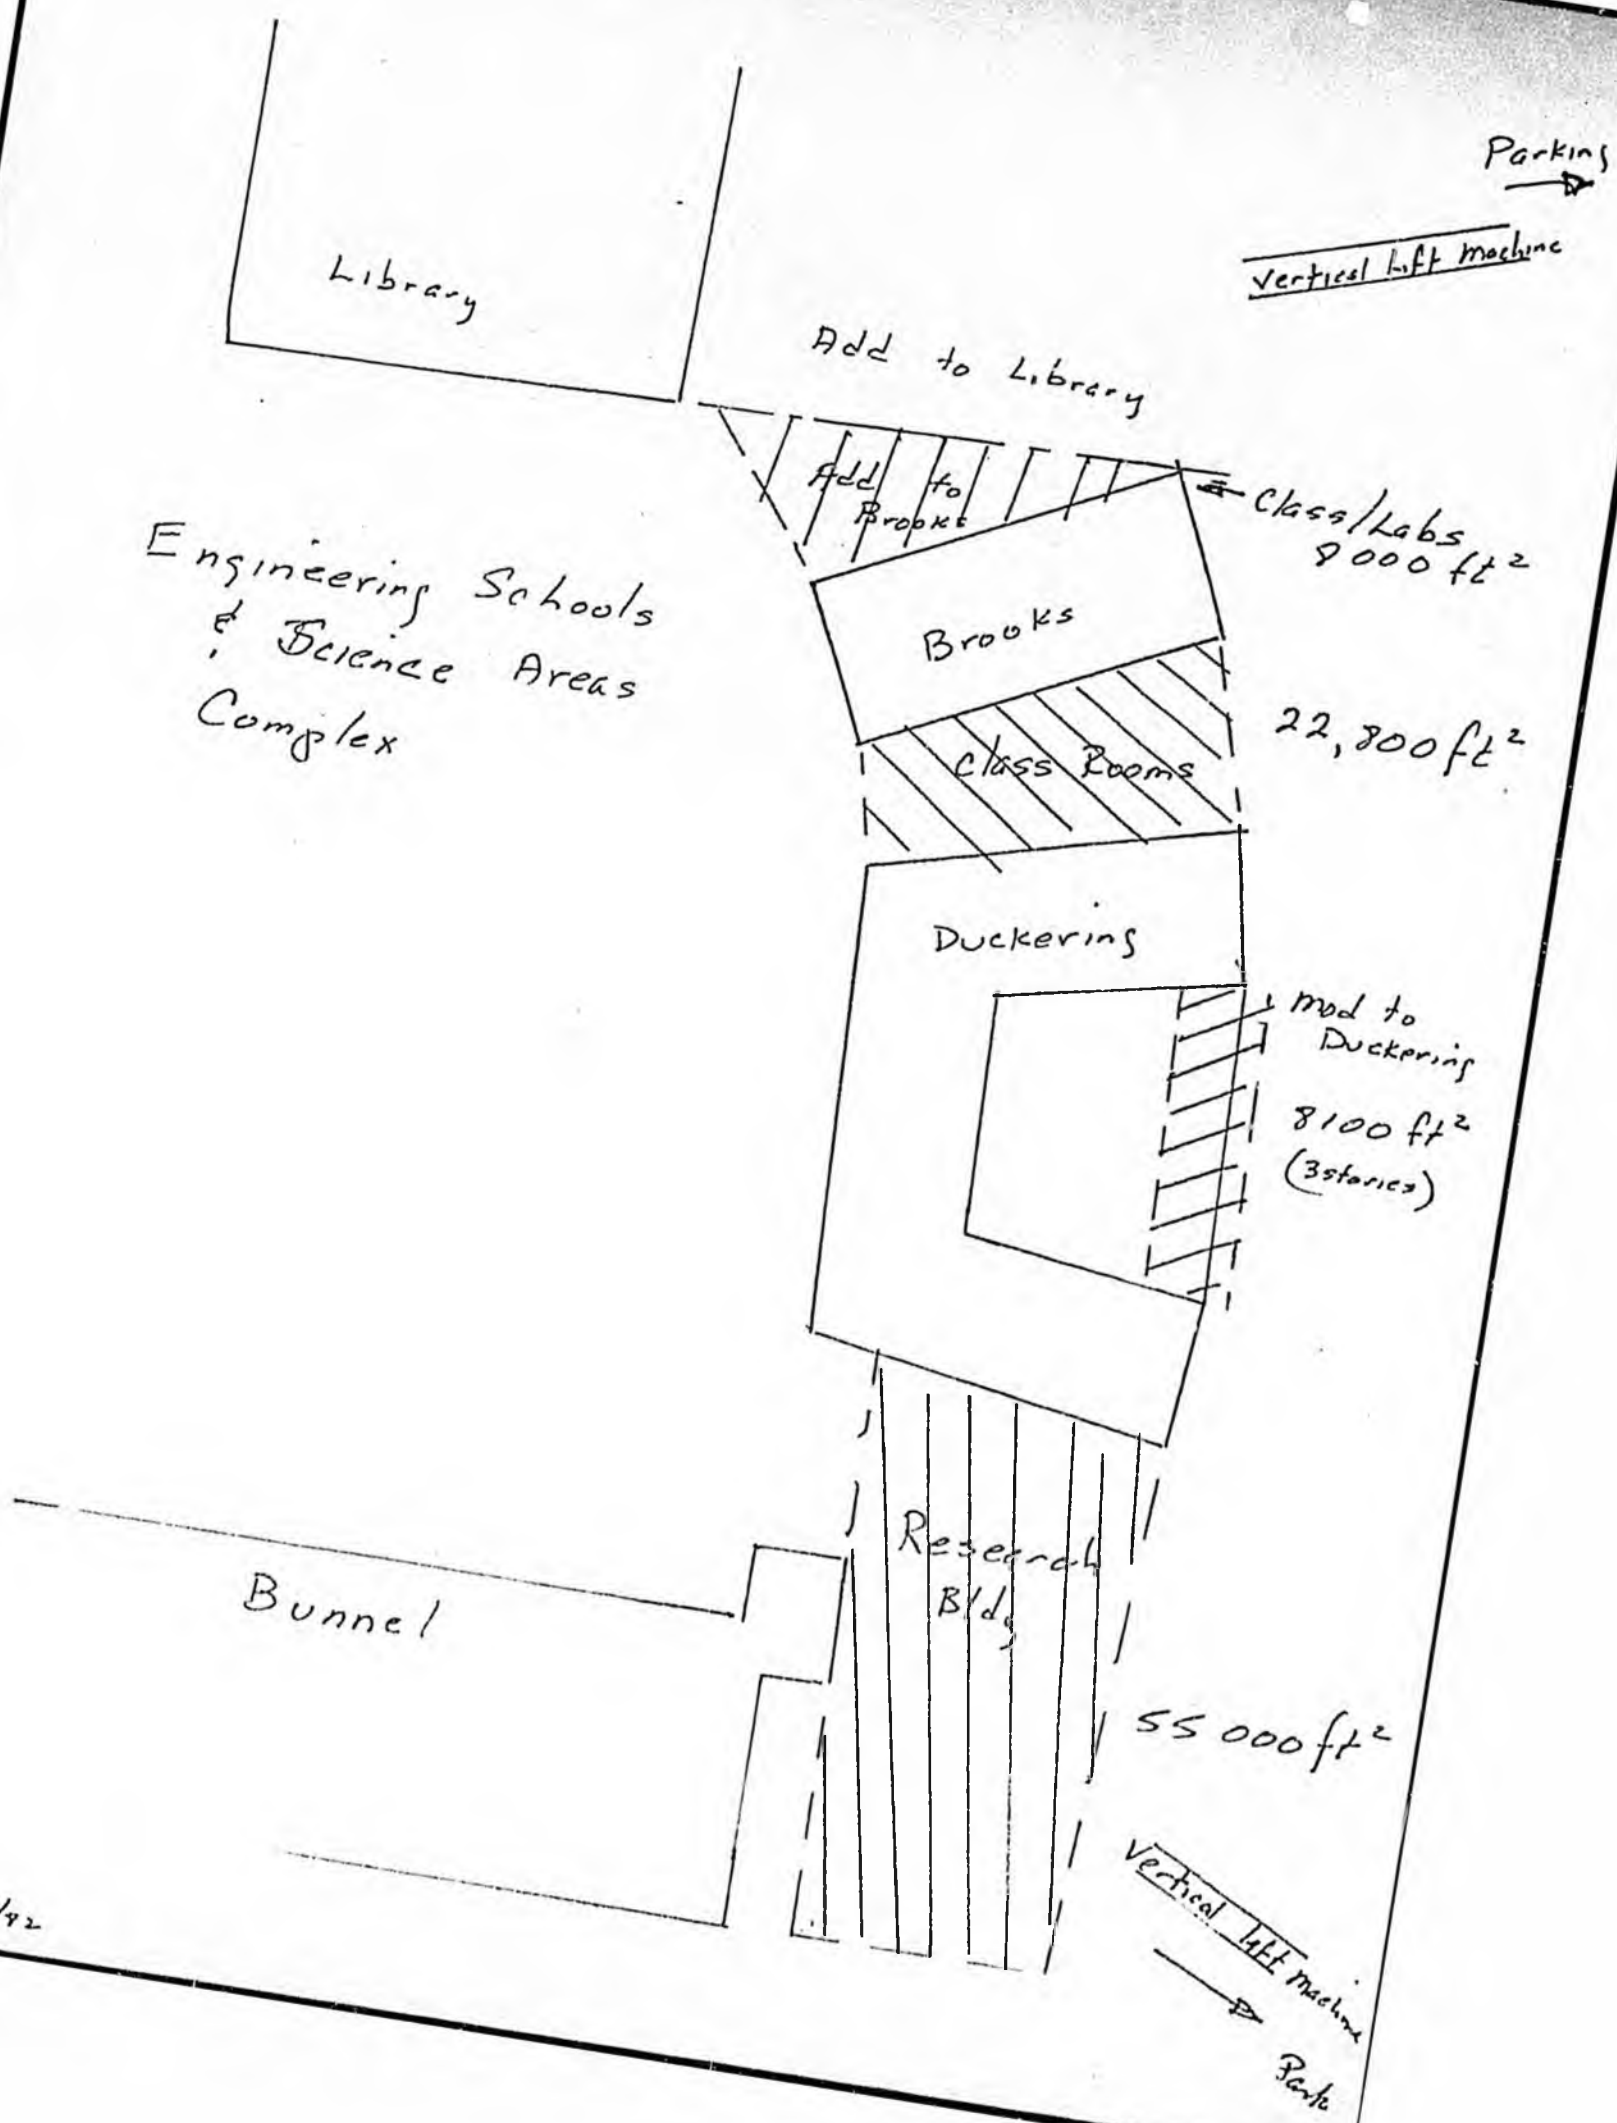 Parking
Vertical Lift Machine
Library
Add to Library
Add to
Brooks
Class/Labs
8000 ft²
Engineering Schools
& Science Areas
Complex
Brooks
22,800 ft²
Class Rooms
Duckering
Mod to
Duckering
8100 ft²
(3 stories)
Research
Bldg
Bunnel
55 000 ft²
Vertical lift Machine
Park
/82